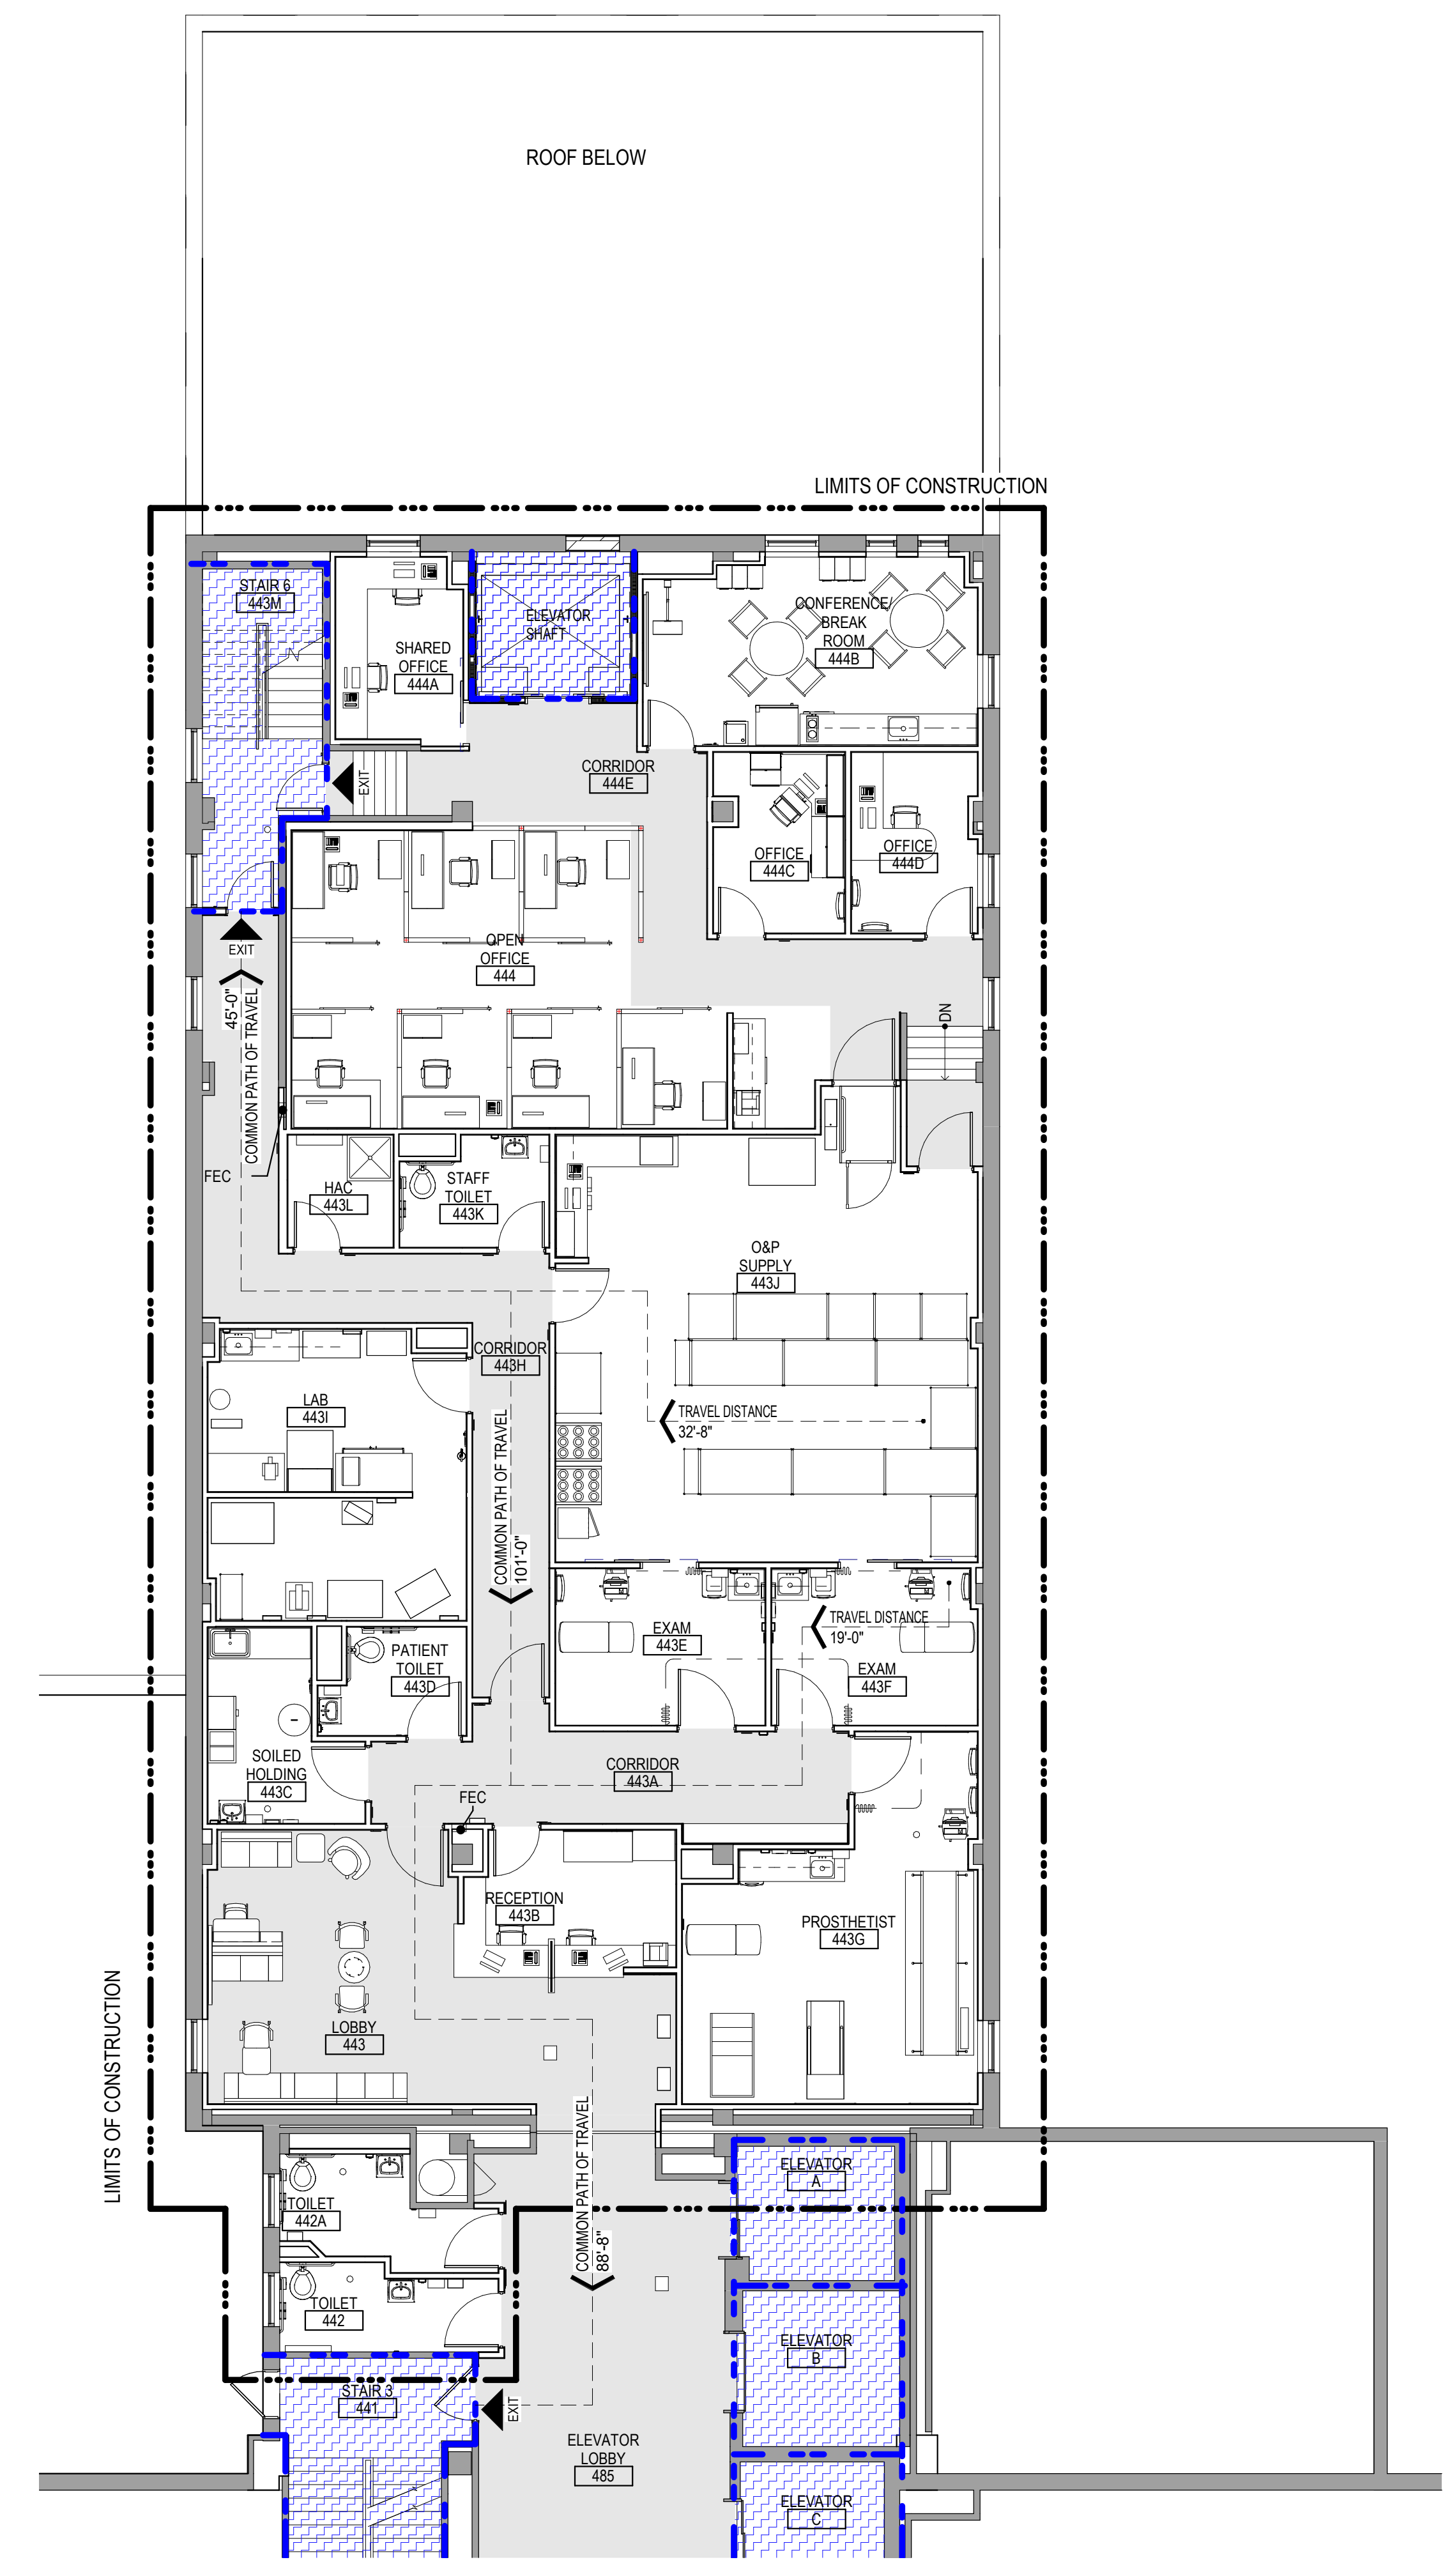 ROOF BELOW
LIMITS OF CONSTRUCTION
STAIR 6
443M
SHARED
OFFICE
444A
ELEVATOR
SHAFT
CONFERENCE/
BREAK
ROOM
444B
EXIT
CORRIDOR
444E
OFFICE
444C
OFFICE
444D
EXIT
OPEN
OFFICE
444
45'-0"
COMMON PATH OF TRAVEL
DN
FEC
HAC
443L
STAFF
TOILET
443K
O&P
SUPPLY
443J
CORRIDOR
443H
LAB
443I
TRAVEL DISTANCE
32'-8"
COMMON PATH OF TRAVEL
101'-0"
EXAM
443E
TRAVEL DISTANCE
19'-0"
EXAM
443F
PATIENT
TOILET
443D
SOILED
HOLDING
443C
CORRIDOR
443A
FEC
RECEPTION
443B
PROSTHETIST
443G
LOBBY
443
LIMITS OF CONSTRUCTION
COMMON PATH OF TRAVEL
88'-8"
ELEVATOR
A
TOILET
442A
TOILET
442
ELEVATOR
B
STAIR 3
441
EXIT
ELEVATOR
LOBBY
485
ELEVATOR
C